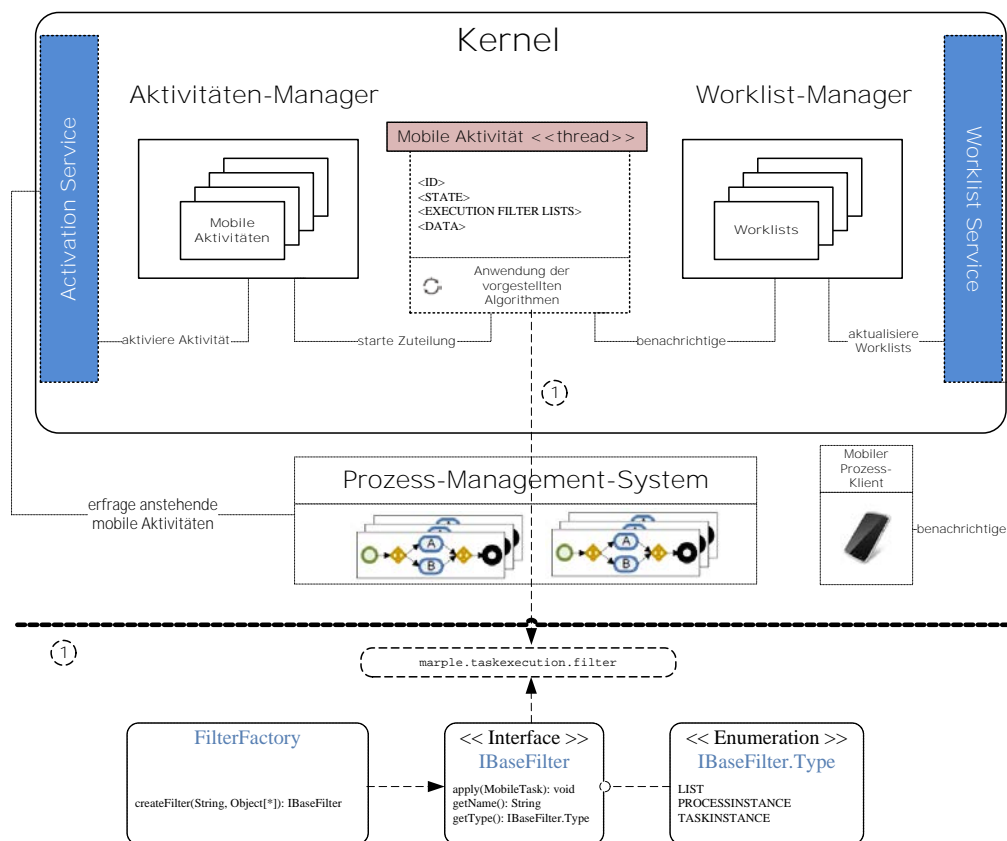 Kernel
Activation Service
Aktivitäten-Manager
Mobile
Aktivitäten
Mobile Aktivität <<thread>>
<ID>
<STATE>
<EXECUTION FILTER LISTS>
<DATA>
Anwendung der
vorgestellten
Algorithmen
Worklist-Manager
Worklists
Worklist Service
aktiviere Aktivität
starte Zuteilung
benachrichtige
aktualisiere
Worklists
1
erfrage anstehende
mobile Aktivitäten
Prozess-Management-System
A
B
A
B
Mobiler
Prozess-
Klient
benachrichtige
1
marple.taskexecution.filter
FilterFactory
createFilter(String, Object[*]): IBaseFilter
<< Interface >>
IBaseFilter
apply(MobileTask): void
getName(): String
getType(): IBaseFilter.Type
<< Enumeration >>
IBaseFilter.Type
LIST
PROCESSINSTANCE
TASKINSTANCE